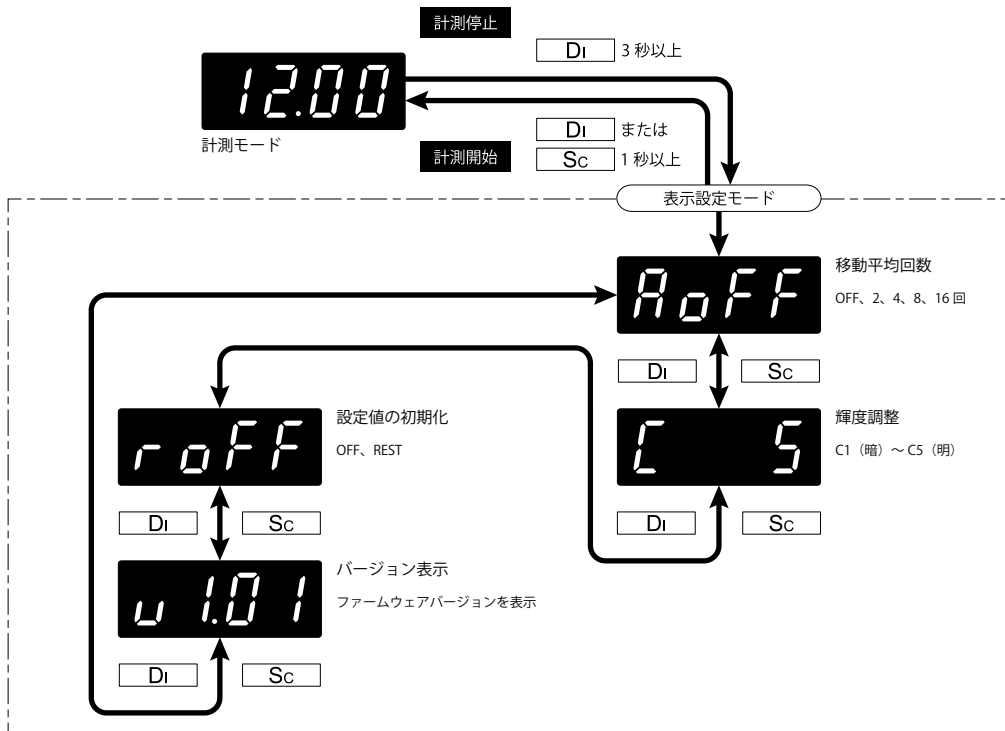 計測停止
DI 3 秒以上
12.00
計測モード
DI または
計測開始
SC 1 秒以上
表示設定モード
AoFF
移動平均回数
OFF、2、4、8、16 回
DI SC
roFF
設定値の初期化
OFF、REST
C 5
輝度調整
C1（暗）～ C5（明）
DI SC
DI SC
v 1.01
バージョン表示
ファームウェアバージョンを表示
DI SC